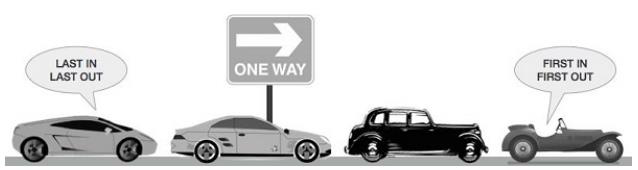 LAST IN
LAST OUT
ONE WAY
FIRST IN
FIRST OUT